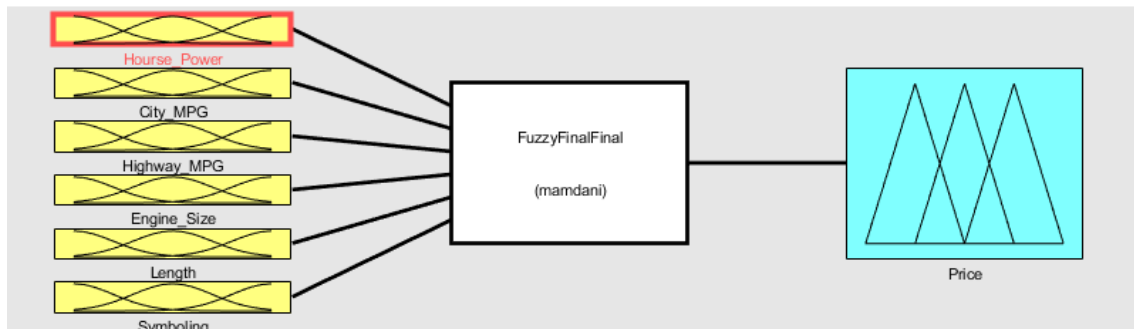 Hourse_Power
City_MPG
Highway_MPG
Engine_Size
Length
Symboling
FuzzyFinalFinal
(mamdani)
Price